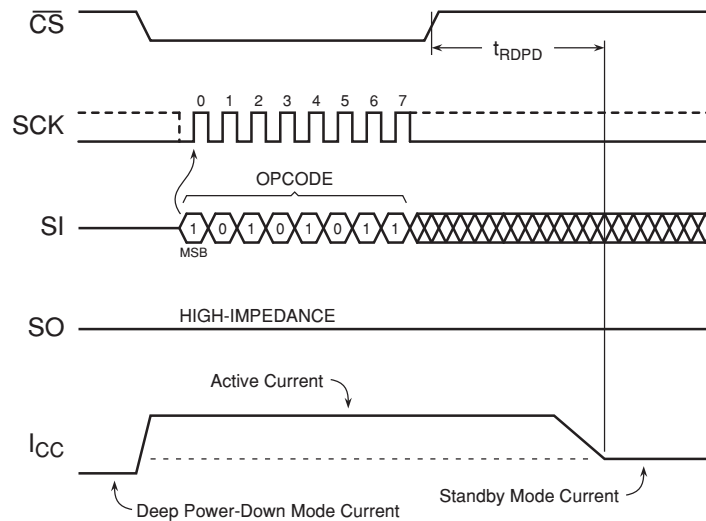 CS
tRDPD
0 1 2 3 4 5 6 7
SCK
OPCODE
SI
1 0 1 0 1 0 1 1
MSB
HIGH-IMPEDANCE
SO
Active Current
ICC
Standby Mode Current
Deep Power-Down Mode Current